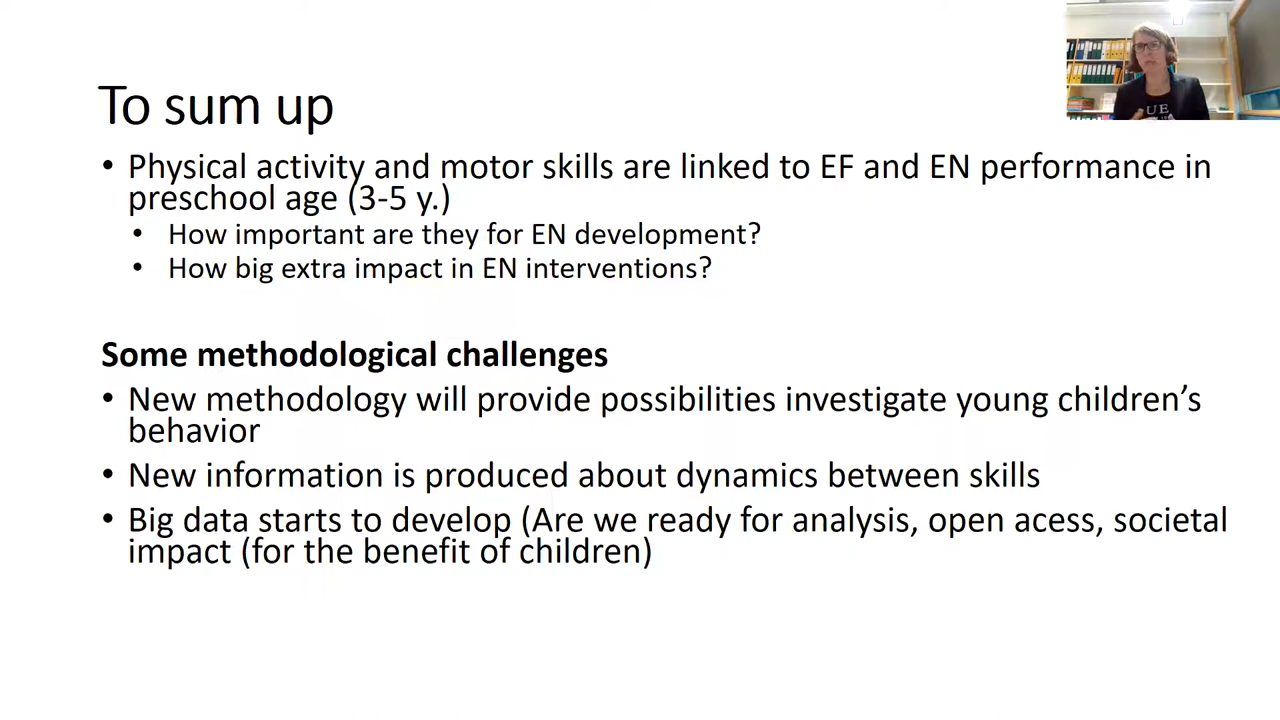 To sum up
• Physical activity and motor skills are linked to EF and EN performance in
preschool age (3-5 y.)
• How important are they for EN development?
• How big extra impact in EN interventions?
Some methodological challenges
• New methodology will provide possibilities investigate young children’s
behavior
• New information is produced about dynamics between skills
• Big data starts to develop (Are we ready for analysis, open acess, societal
impact (for the benefit of children)
UE